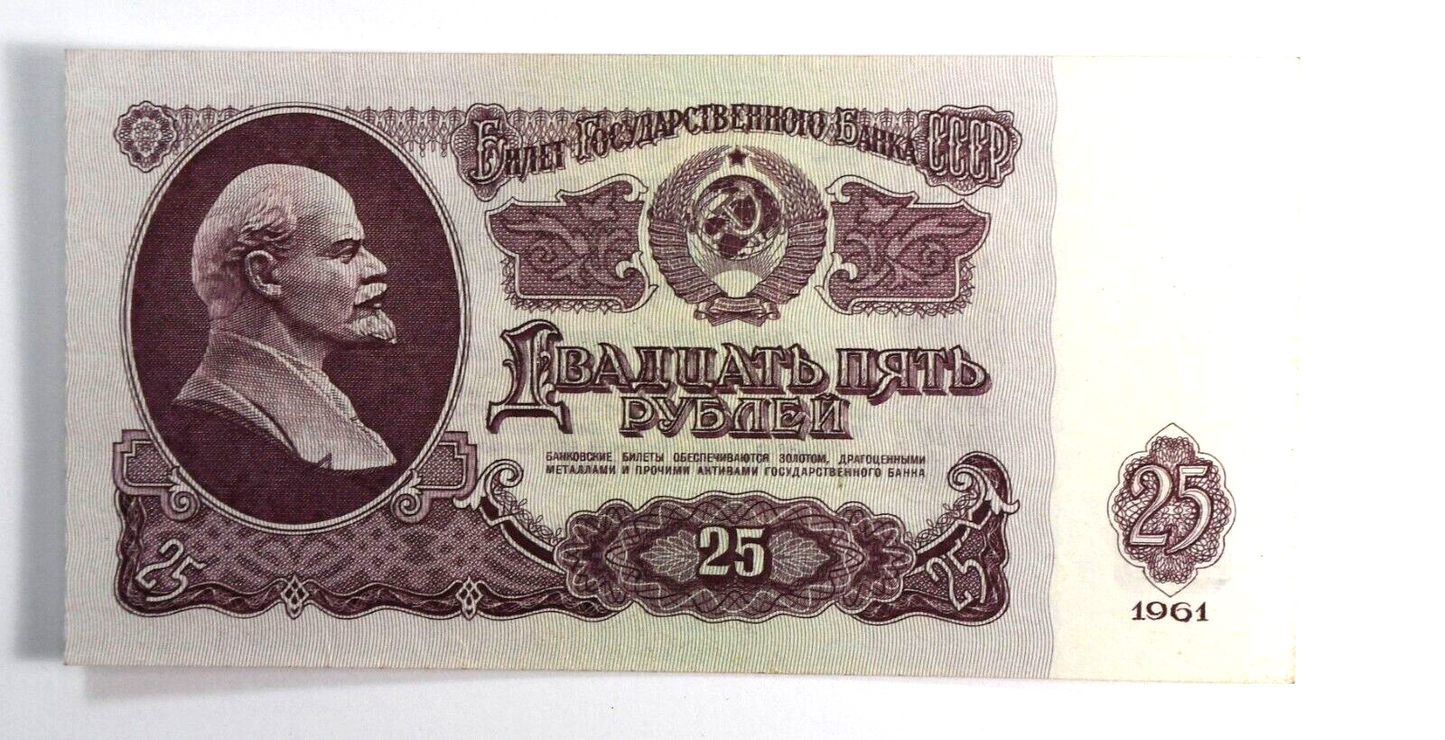 Билет Государственного Банка СССР
Двадцать пять
рублей
БАНКОВСКИЕ БИЛЕТЫ ОБЕСПЕЧИВАЮТСЯ ЗОЛОТОМ, ДРАГОЦЕННЫМИ
МЕТАЛЛАМИ И ПРОЧИМИ АКТИВАМИ ГОСУДАРСТВЕННОГО БАНКА
25
25
25
25
1961